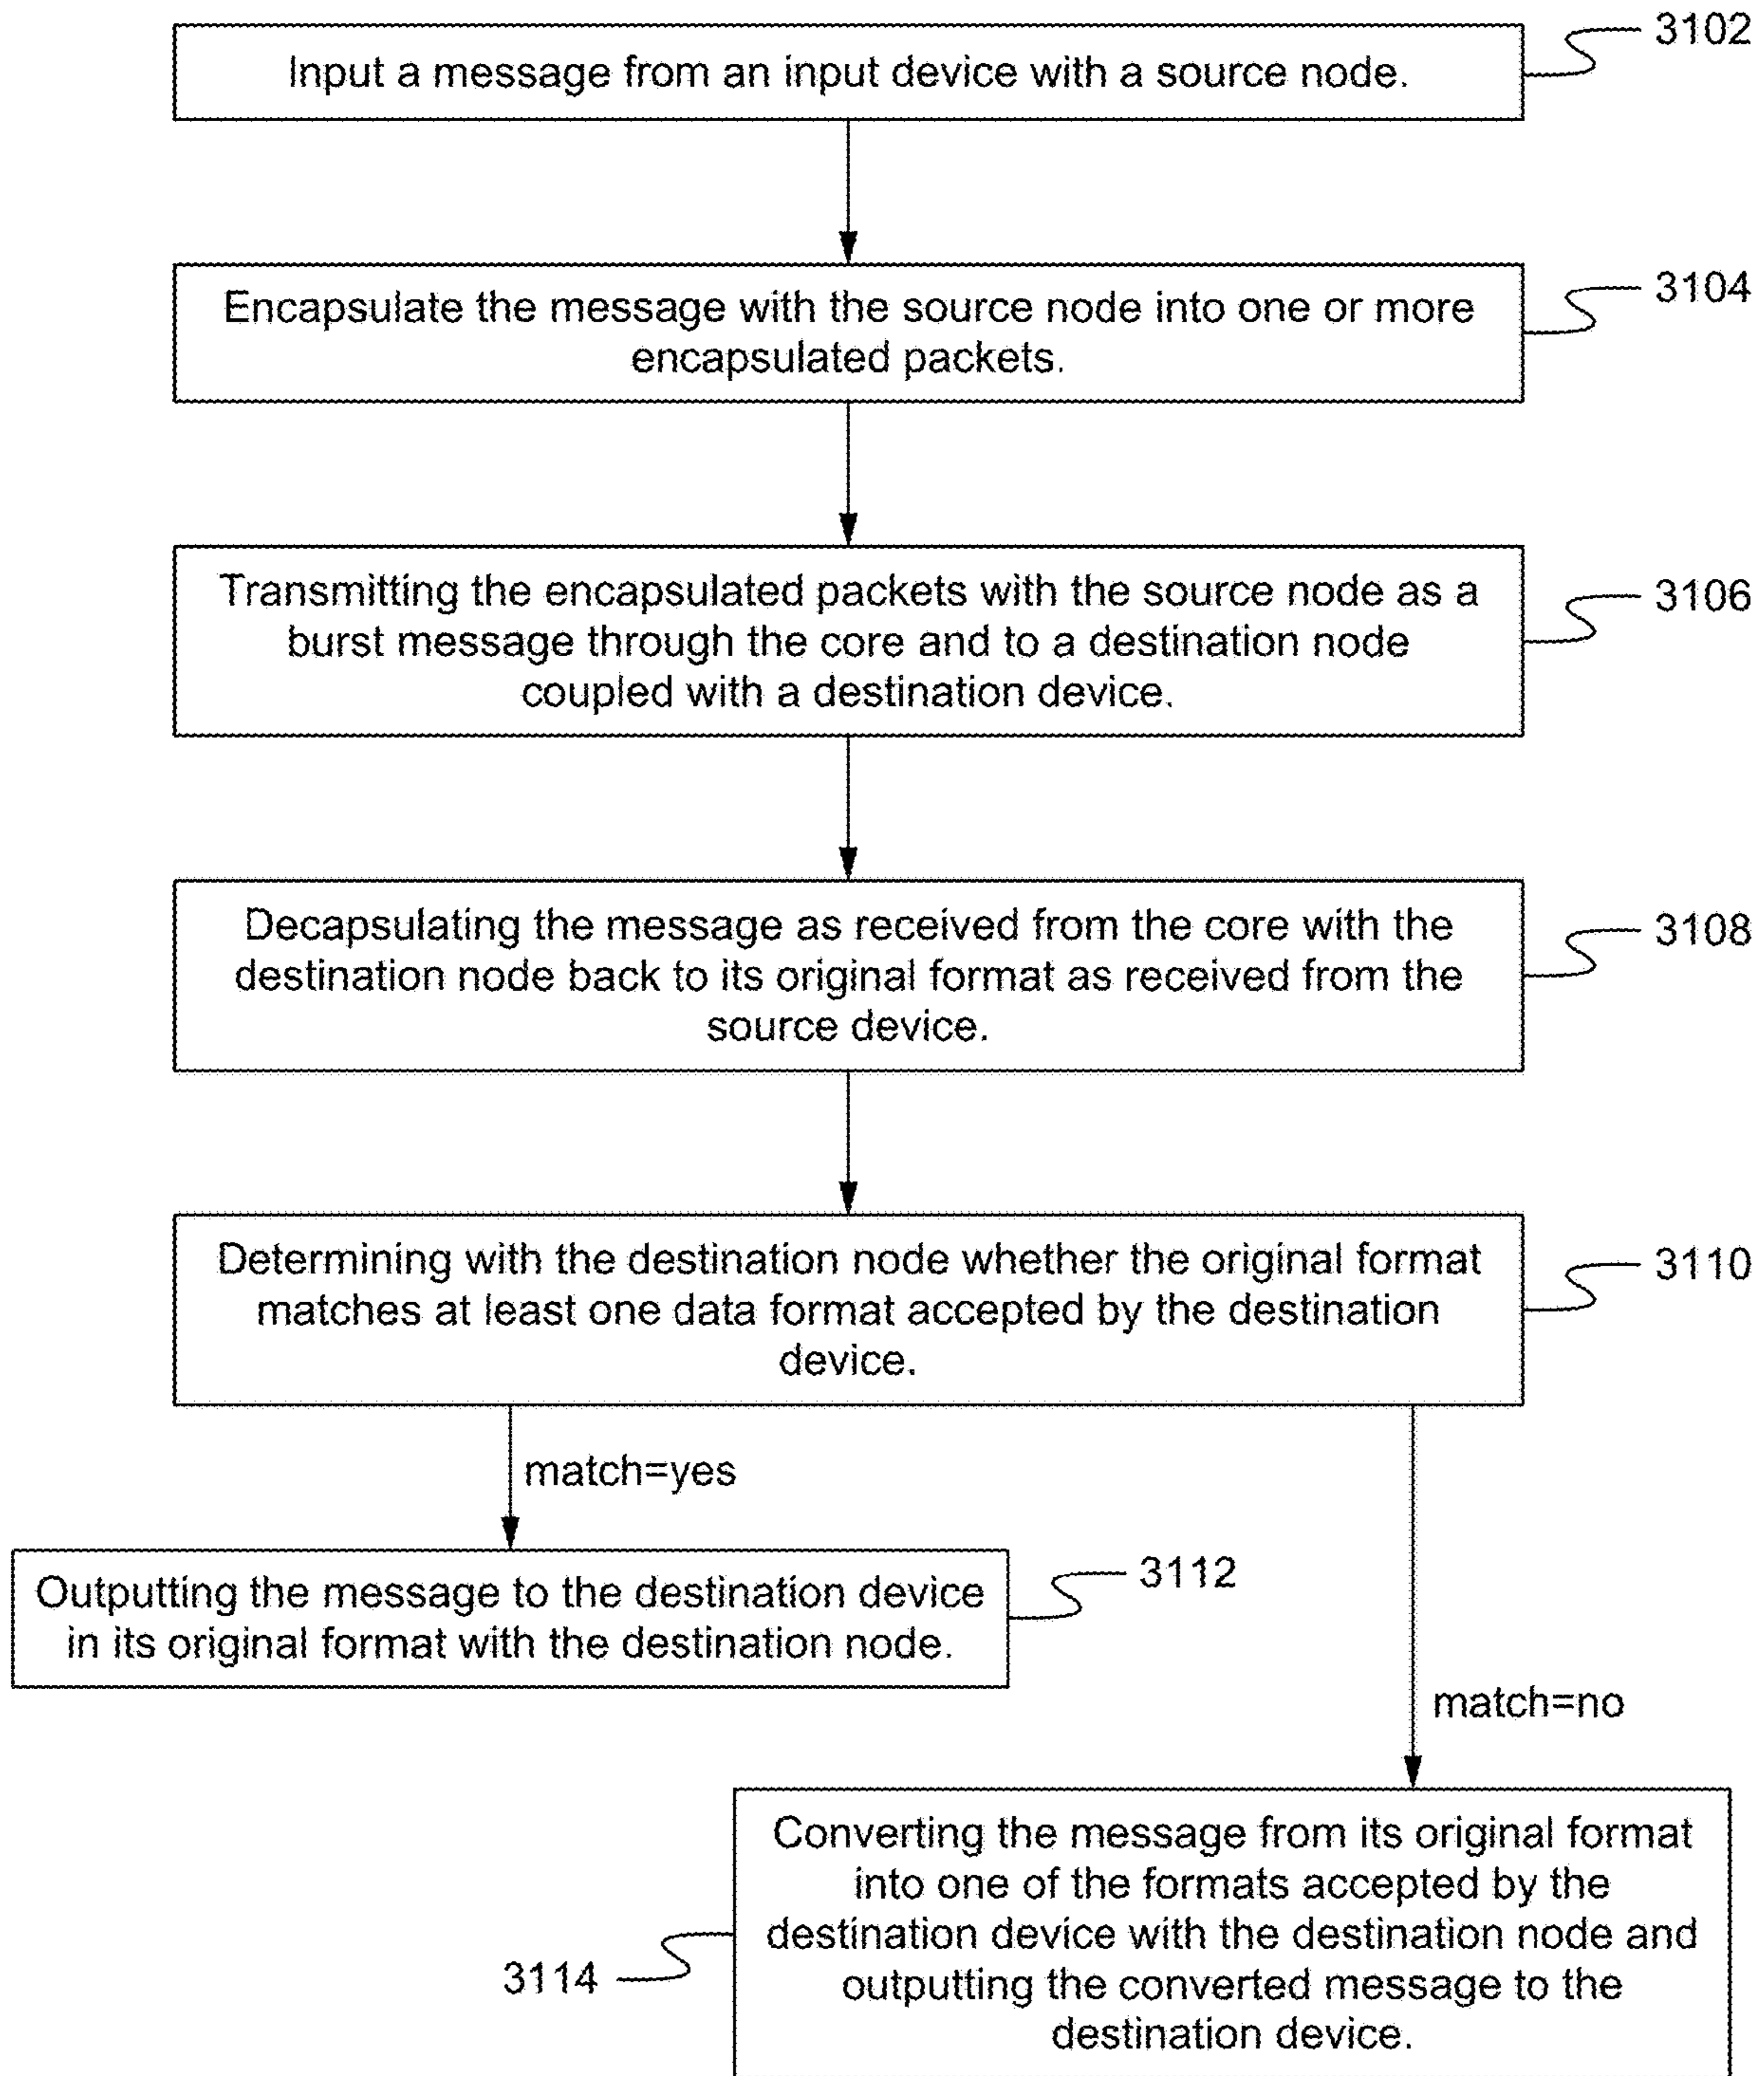 Input a message from an input device with a source node.
3102
Encapsulate the message with the source node into one or more
encapsulated packets.
3104
Transmitting the encapsulated packets with the source node as a
burst message through the core and to a destination node
coupled with a destination device.
3106
Decapsulating the message as received from the core with the
destination node back to its original format as received from the
source device.
3108
Determining with the destination node whether the original format
matches at least one data format accepted by the destination
device.
3110
match=yes
Outputting the message to the destination device
in its original format with the destination node.
3112
match=no
Converting the message from its original format
into one of the formats accepted by the
destination device with the destination node and
outputting the converted message to the
destination device.
3114